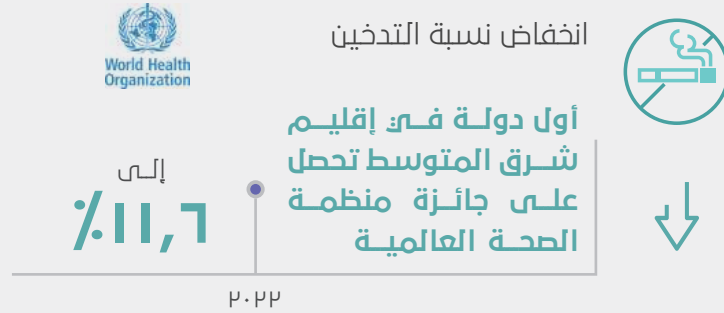 انخفاض نسبة التدخين
World Health
Organization
أول دولة في إقليم
شرق المتوسط تحصل
على جائزة منظمة
الصحة العالمية
إلى
١١,٦٪
٢٠٢٢